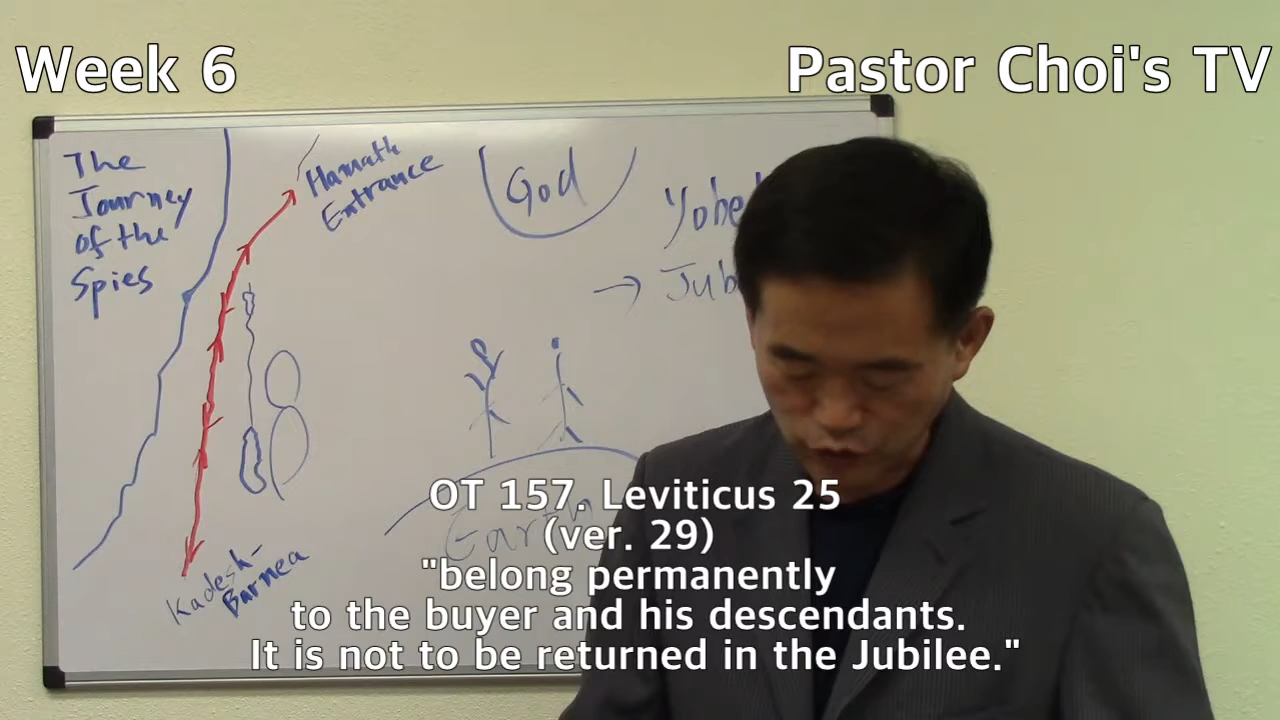 Week 6
Pastor Choi's TV
The
Journey
of the
Spies
Hamath
Entrance
God
Kadesh-
Barnea
Earth
OT 157. Leviticus 25
(ver. 29)
"belong permanently
to the buyer and his descendants.
It is not to be returned in the Jubilee."